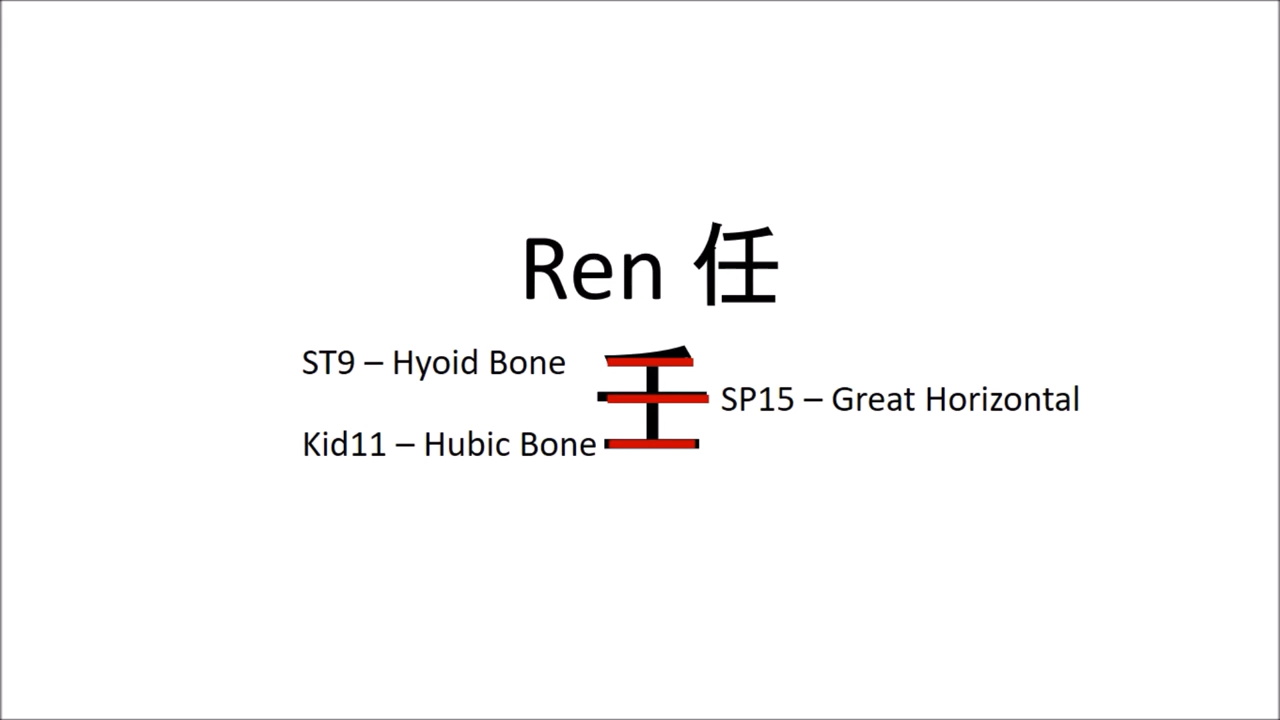 Ren 任
ST9 – Hyoid Bone
壬
SP15 – Great Horizontal
Kid11 – Hubic Bone